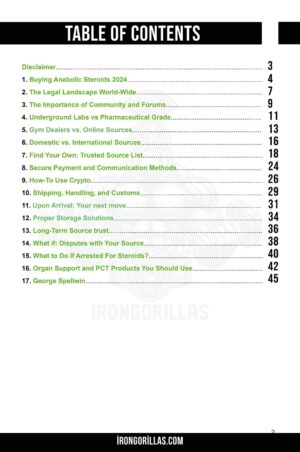 TABLE OF CONTENTS
Disclaimer 3
1. Buying Anabolic Steroids 2024 4
2. The Legal Landscape World-Wide 7
3. The Importance of Community and Forums 9
4. Underground Labs vs Pharmaceutical Grade 11
5. Gym Dealers vs. Online Sources 13
6. Domestic vs. International Sources 16
7. Find Your Own: Trusted Source List 18
8. Secure Payment and Communication Methods 24
9. How-To Use Crypto 26
10. Shipping, Handling, and Customs 29
11. Upon Arrival: Your next move 31
12. Proper Storage Solutions 34
13. Long-Term Source trust 36
14. What if: Disputes with Your Source 38
15. What to Do If Arrested For Steroids? 40
16. Organ Support and PCT Products You Should Use 42
17. George Spellwin 45
IRONGORILLAS
2
IRONGORILLAS.COM